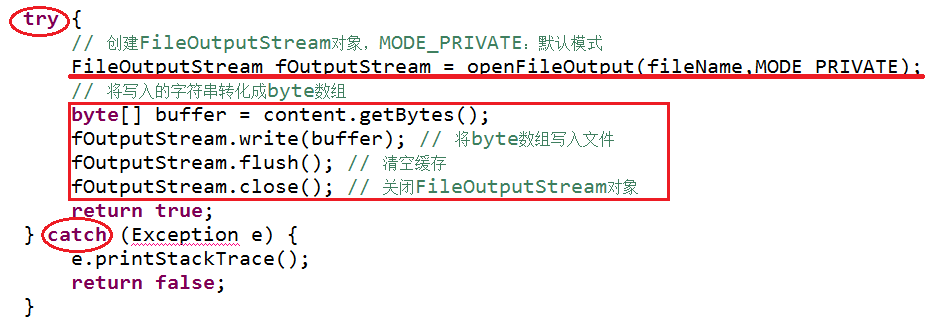 try {
// 创建FileOutputStream对象，MODE_PRIVATE：默认模式
FileOutputStream fOutputStream = openFileOutput(fileName,MODE_PRIVATE);
// 将写入的字符串转化成byte数组
byte[] buffer = content.getBytes();
fOutputStream.write(buffer); // 将byte数组写入文件
fOutputStream.flush(); // 清空缓存
fOutputStream.close(); // 关闭FileOutputStream对象
return true;
} catch (Exception e) {
e.printStackTrace();
return false;
}